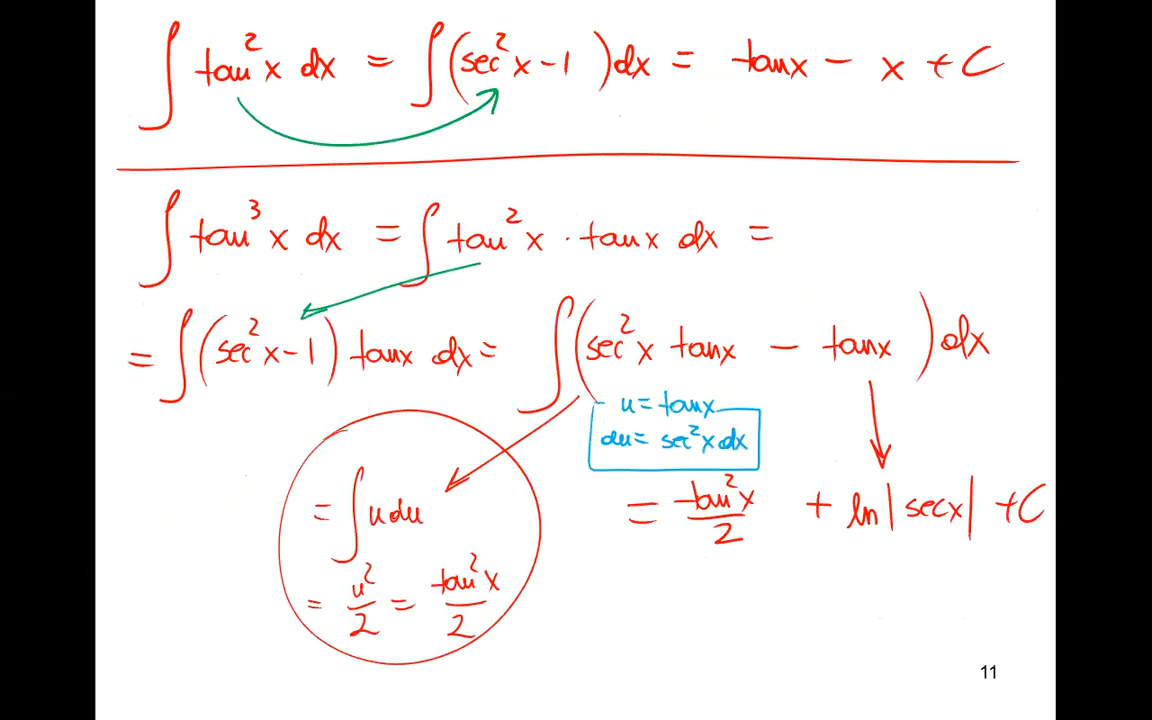 ∫ tan²x dx = ∫(sec²x-1)dx = tanx - x + C
∫ tan³x dx = ∫ tan²x · tanx dx =
= ∫(sec²x-1) tanx dx = ∫(sec²x tanx - tanx)dx
u = tanx
du = sec²x dx
= ∫ u du
= u²/2 = tan²x/2
= tan²x/2 + ln|secx| + C
11